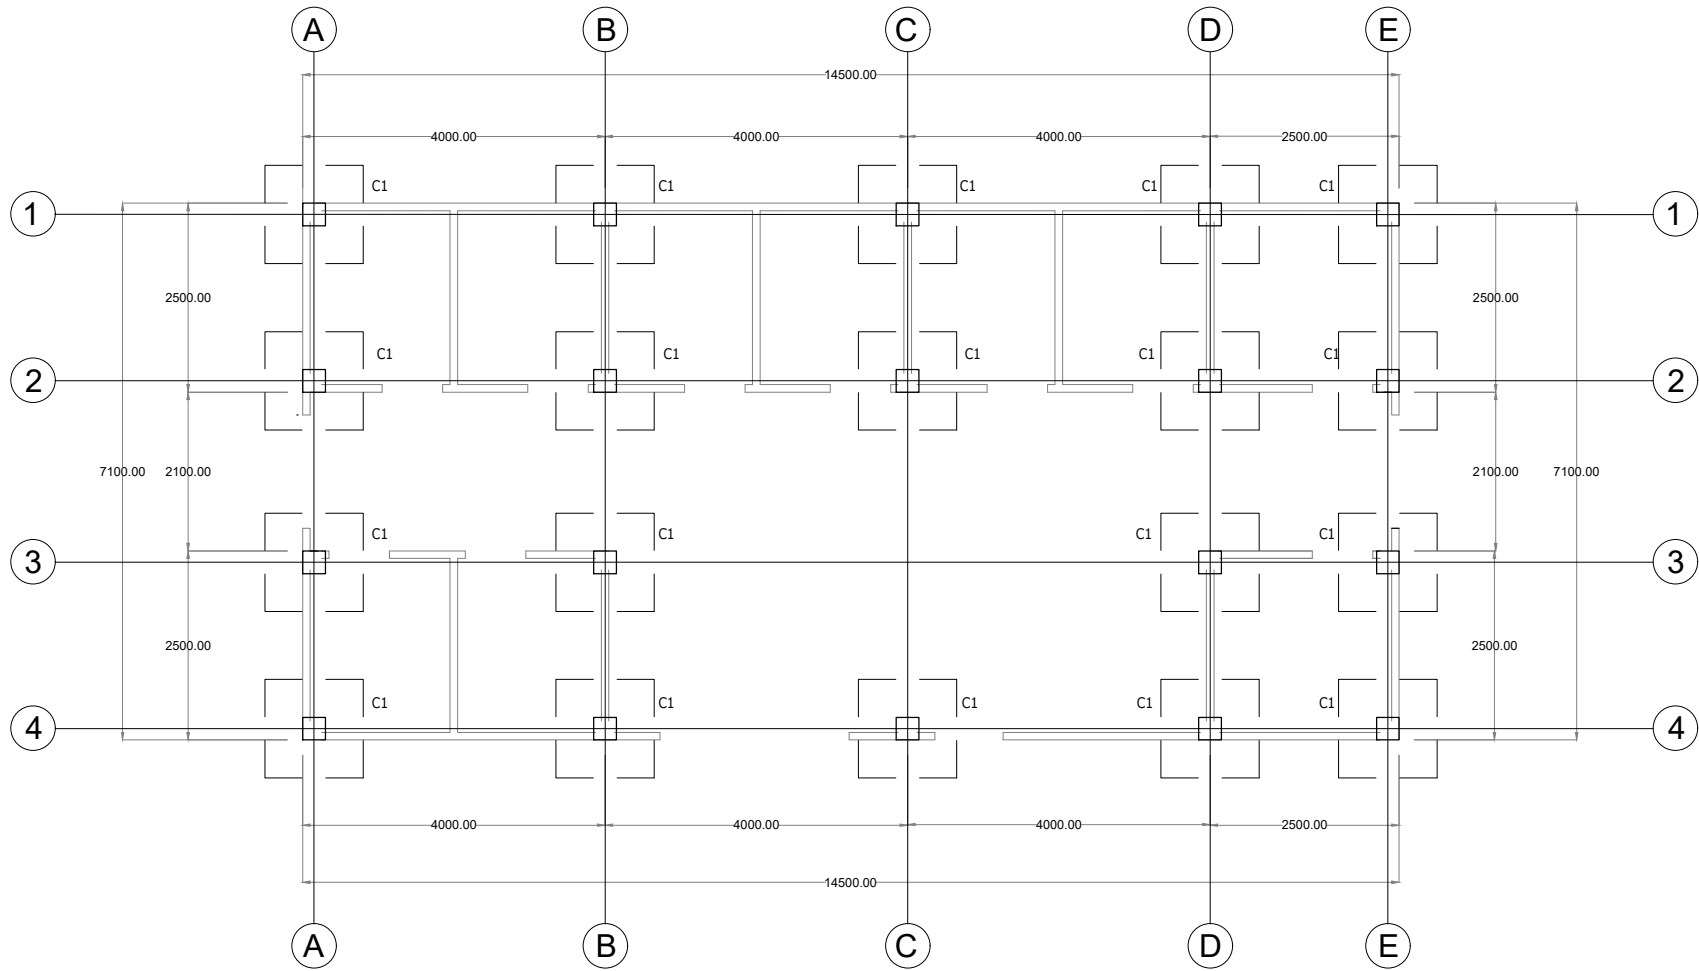 A B C D E
14500.00
4000.00 4000.00 4000.00 2500.00
C1 C1 C1 C1 C1
1 1
2500.00 2500.00
C1 C1 C1 C1 C1
2 2
7100.00 2100.00 2100.00 7100.00
C1 C1 C1 C1
3 3
2500.00 2500.00
C1 C1 C1 C1 C1
4 4
4000.00 4000.00 4000.00 2500.00
14500.00
A B C D E